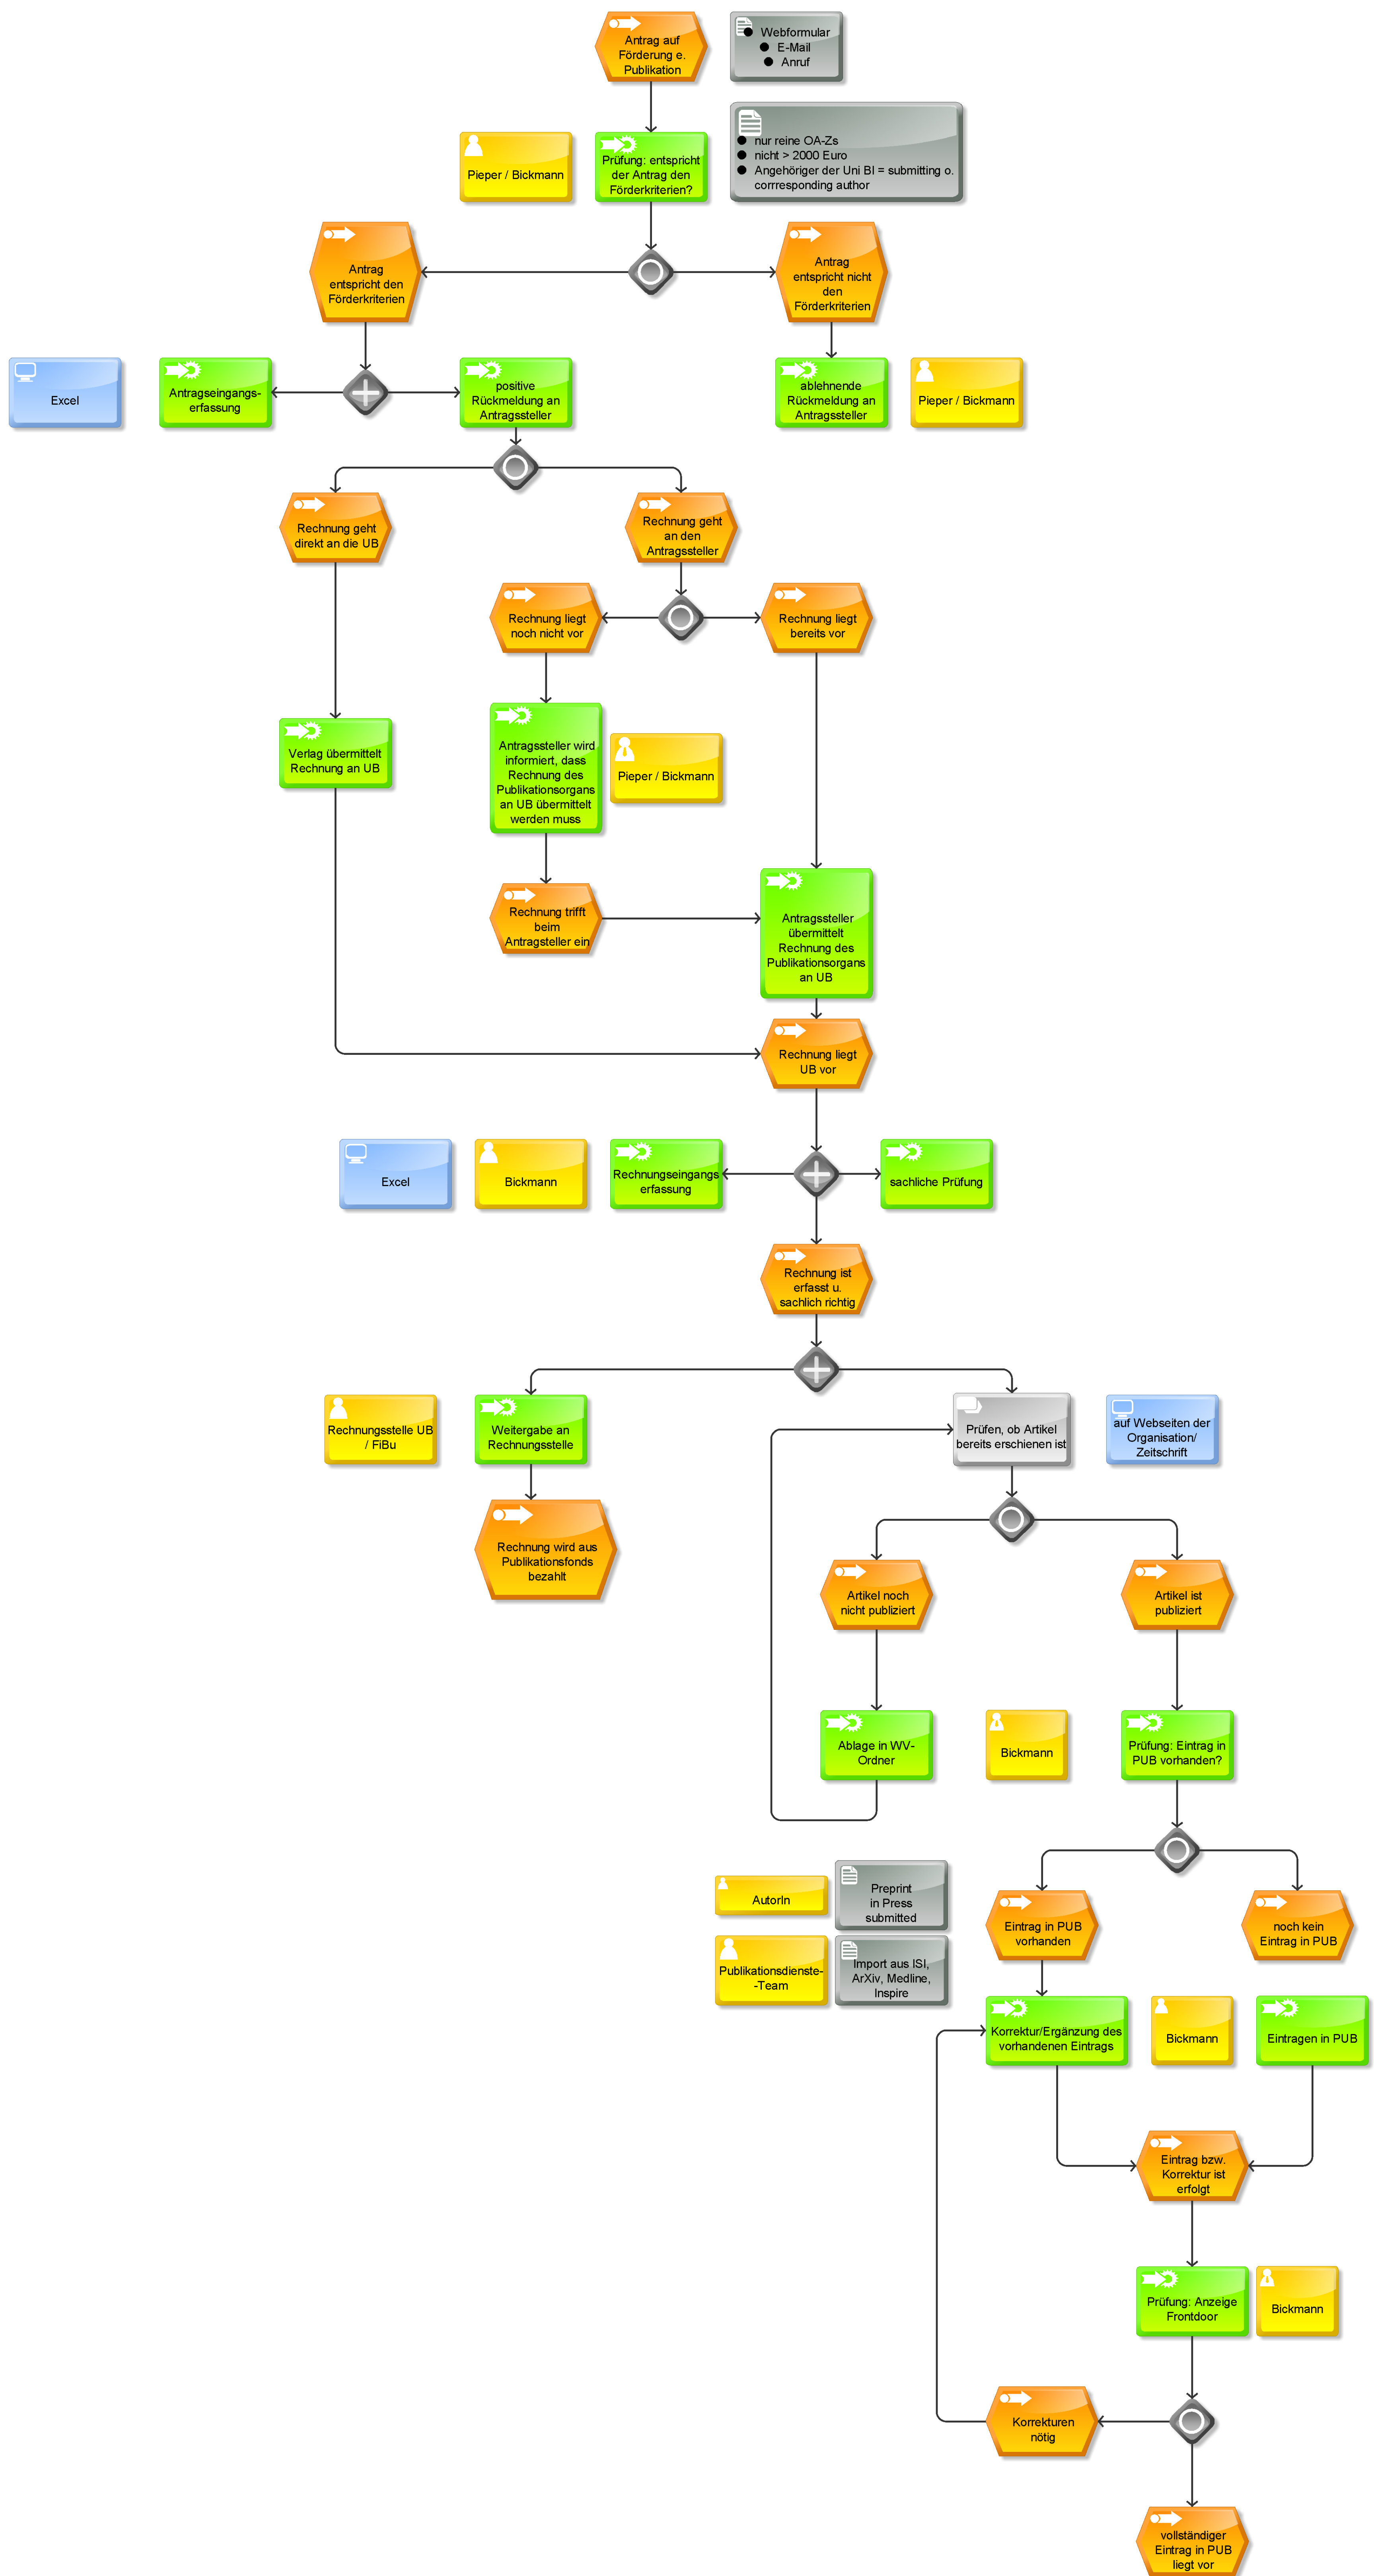 Antrag auf
Förderung e.
Publikation
Webformular
E-Mail
Anruf
Pieper / Bickmann
Prüfung: entspricht
der Antrag den
Förderkriterien?
nur reine OA-Zs
nicht > 2000 Euro
Angehöriger der Uni BI = submitting o.
corrresponding author
Antrag
entspricht den
Förderkriterien
Antrag
entspricht nicht
den
Förderkriterien
Excel
Antragseingangs-
erfassung
positive
Rückmeldung an
Antragssteller
ablehnende
Rückmeldung an
Antragssteller
Pieper / Bickmann
Rechnung geht
direkt an die UB
Rechnung geht
an den
Antragssteller
Rechnung liegt
noch nicht vor
Rechnung liegt
bereits vor
Verlag übermittelt
Rechnung an UB
Antragssteller wird
informiert, dass
Rechnung des
Publikationsorgans
an UB übermittelt
werden muss
Pieper / Bickmann
Rechnung trifft
beim
Antragsteller ein
Antragssteller
übermittelt
Rechnung des
Publikationsorgans
an UB
Rechnung liegt
UB vor
Excel
Bickmann
Rechnungseingangs
erfassung
sachliche Prüfung
Rechnung ist
erfasst u.
sachlich richtig
Rechnungsstelle UB
/ FiBu
Weitergabe an
Rechnungsstelle
Prüfen, ob Artikel
bereits erschienen ist
auf Webseiten der
Organisation/
Zeitschrift
Rechnung wird aus
Publikationsfonds
bezahlt
Artikel noch
nicht publiziert
Artikel ist
publiziert
Ablage in WV-
Ordner
Bickmann
Prüfung: Eintrag in
PUB vorhanden?
AutorIn
Preprint
in Press
submitted
Eintrag in PUB
vorhanden
noch kein
Eintrag in PUB
Publikationsdienste-
-Team
Import aus ISI,
ArXiv, Medline,
Inspire
Korrektur/Ergänzung des
vorhandenen Eintrags
Bickmann
Eintragen in PUB
Eintrag bzw.
Korrektur ist
erfolgt
Prüfung: Anzeige
Frontdoor
Bickmann
Korrekturen
nötig
vollständiger
Eintrag in PUB
liegt vor